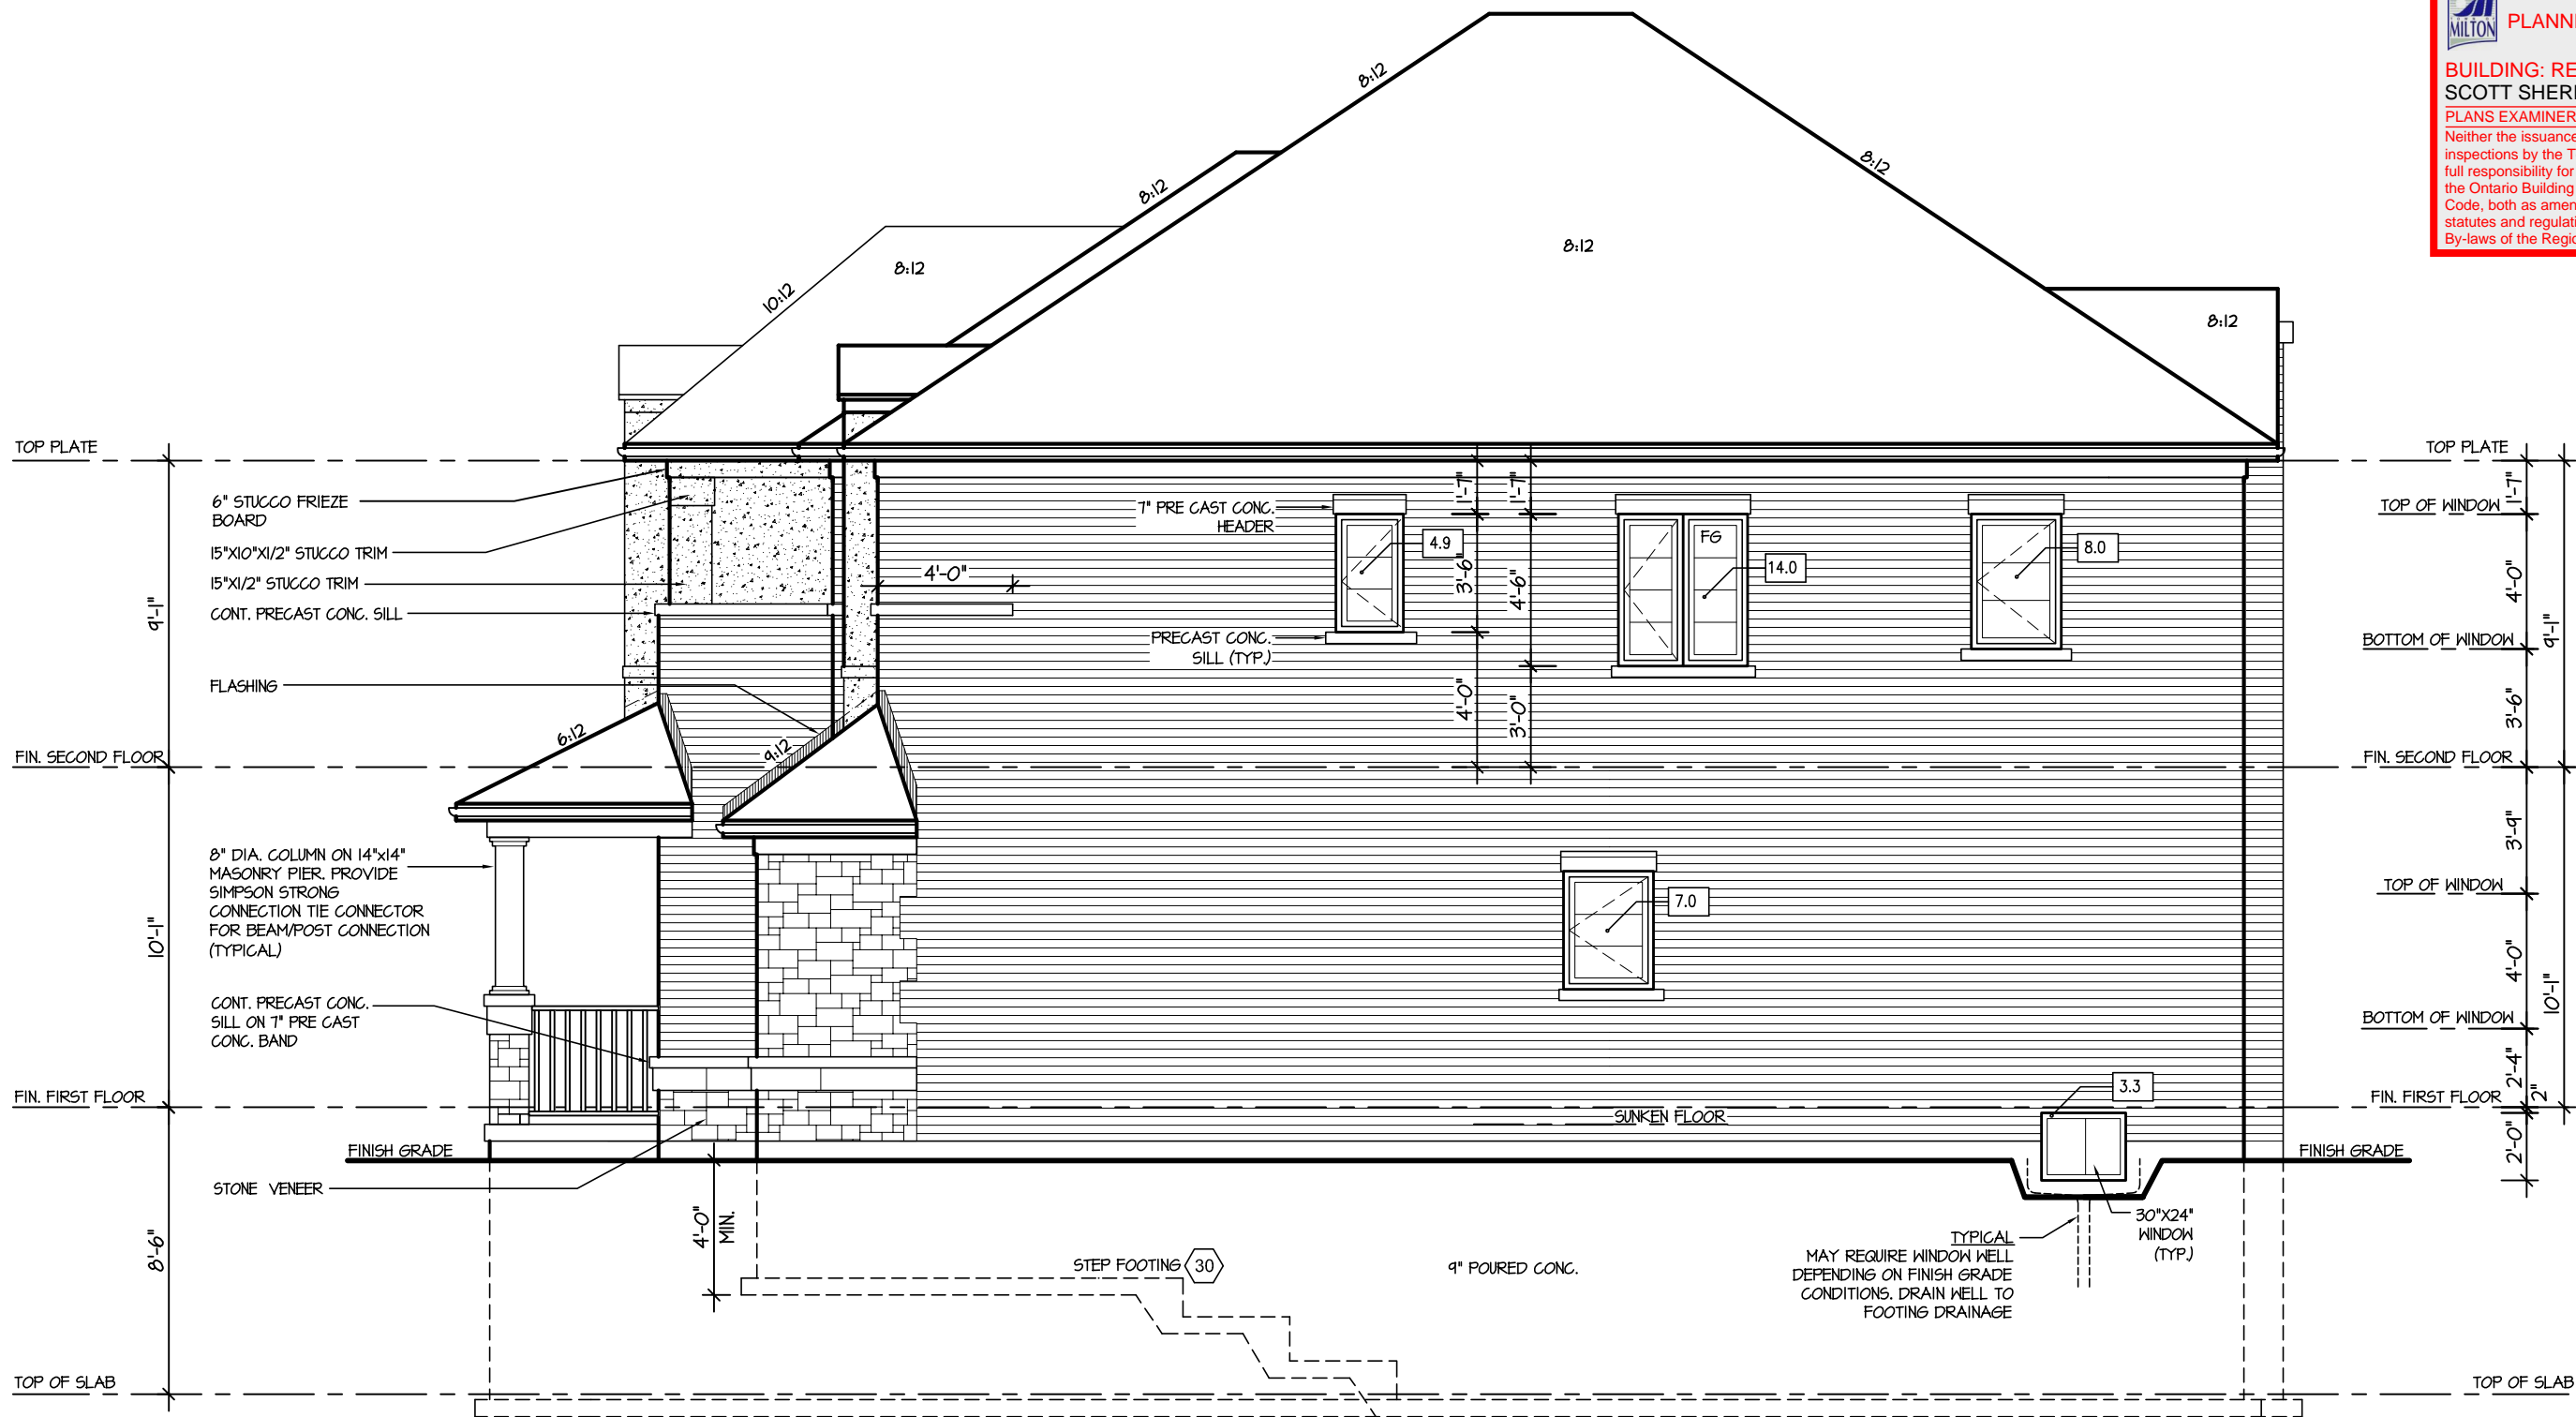 MILTON
PLANN
BUILDING: RE
SCOTT SHER
PLANS EXAMINER
Neither the issuance
inspections by the T
full responsibility for
the Ontario Building
Code, both as amen
statutes and regulati
By-laws of the Regio
8:12
8:12
8:12
8:12
8:12
10:12
8:12
TOP PLATE
6" STUCCO FRIEZE
BOARD
15"X10"X1/2" STUCCO TRIM
15"X1/2" STUCCO TRIM
CONT. PRECAST CONC. SILL
FLASHING
9'-1"
FIN. SECOND FLOOR
6:12
9:12
8" DIA. COLUMN ON 14"x14"
MASONRY PIER. PROVIDE
SIMPSON STRONG
CONNECTION TIE CONNECTOR
FOR BEAM/POST CONNECTION
(TYPICAL)
10'-1"
CONT. PRECAST CONC.
SILL ON 7" PRE CAST
CONC. BAND
FIN. FIRST FLOOR
FINISH GRADE
STONE VENEER
8'-6"
TOP OF SLAB
4'-0"
7" PRE CAST CONC.
HEADER
PRECAST CONC.
SILL (TYP.)
4.9
1'-7"
3'-6"
4'-0"
1'-7"
4'-6"
3'-0"
FG
14.0
8.0
7.0
3.3
SUNKEN FLOOR
4'-0"
MIN.
STEP FOOTING
30
9" POURED CONC.
TYPICAL
MAY REQUIRE WINDOW WELL
DEPENDING ON FINISH GRADE
CONDITIONS. DRAIN WELL TO
FOOTING DRAINAGE
30"X24"
WINDOW
(TYP.)
FINISH GRADE
TOP PLATE
1'-7"
TOP OF WINDOW
4'-0"
9'-1"
BOTTOM OF WINDOW
3'-6"
FIN. SECOND FLOOR
3'-9"
TOP OF WINDOW
4'-0"
10'-1"
BOTTOM OF WINDOW
2'-4"
2"
FIN. FIRST FLOOR
2'-0"
TOP OF SLAB